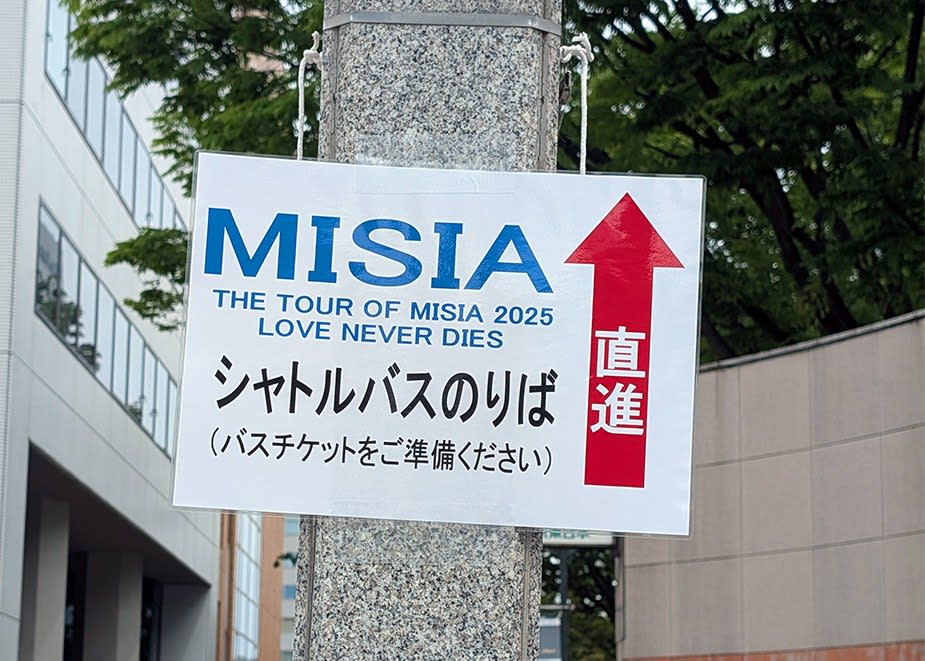 MISIA
THE TOUR OF MISIA 2025
LOVE NEVER DIES
シャトルバスのりば
(バスチケットをご準備ください)
直進